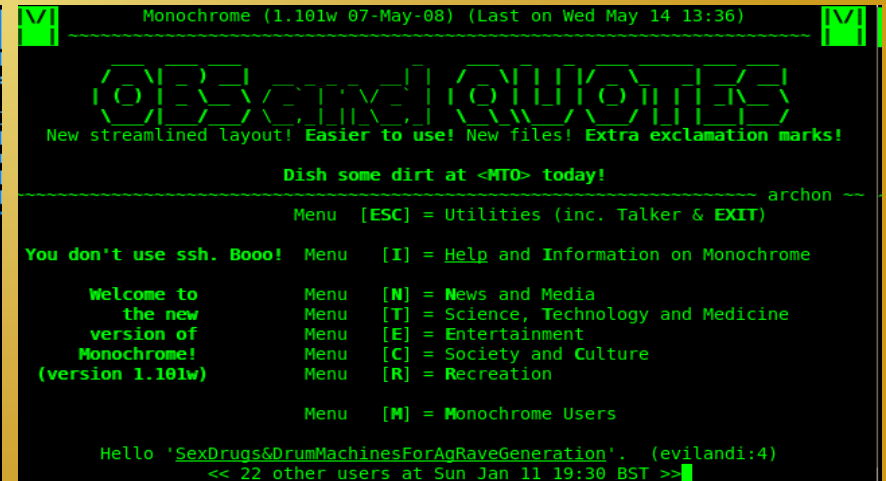 Monochrome (1.101w 07-May-08) (Last on Wed May 14 13:36)
OBS and QUOTES
New streamlined layout! Easier to use! New files! Extra exclamation marks!
Dish some dirt at <MTO> today!
archon
Menu [ESC] = Utilities (inc. Talker & EXIT)
You don't use ssh. Booo! Menu [I] = Help and Information on Monochrome
Welcome to Menu [N] = News and Media
the new Menu [T] = Science, Technology and Medicine
version of Menu [E] = Entertainment
Monochrome! Menu [C] = Society and Culture
(version 1.101w) Menu [R] = Recreation
Menu [M] = Monochrome Users
Hello 'SexDrugs&DrumMachinesForAgRaveGeneration'. (evilandi:4)
<< 22 other users at Sun Jan 11 19:30 BST >>